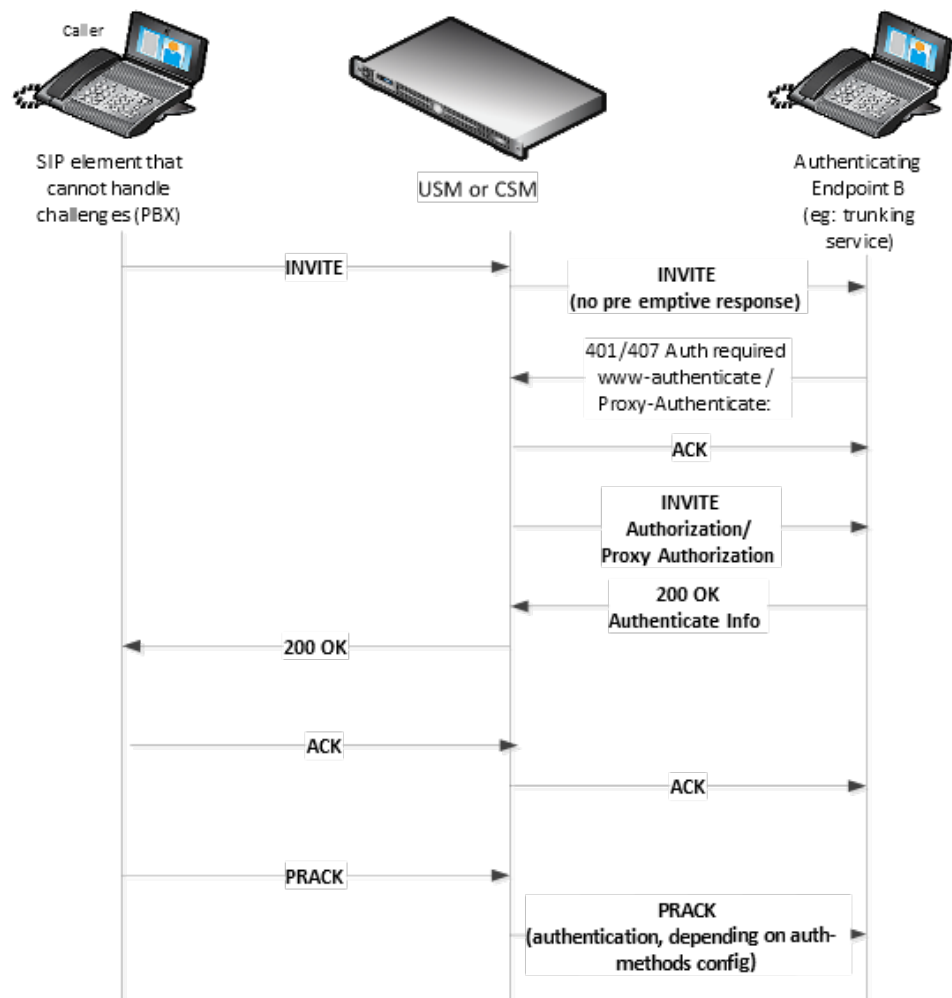 Caller
SIP element that
cannot handle
challenges (PBX)
USM or CSM
Authenticating
Endpoint B
(eg: trunking
service)
INVITE
INVITE
(no pre emptive response)
401/407 Auth required
www-authenticate /
Proxy-Authenticate:
ACK
INVITE
Authorization/
Proxy Authorization
200 OK
Authenticate Info
200 OK
ACK
ACK
PRACK
PRACK
(authentication, depending on auth-
methods config)